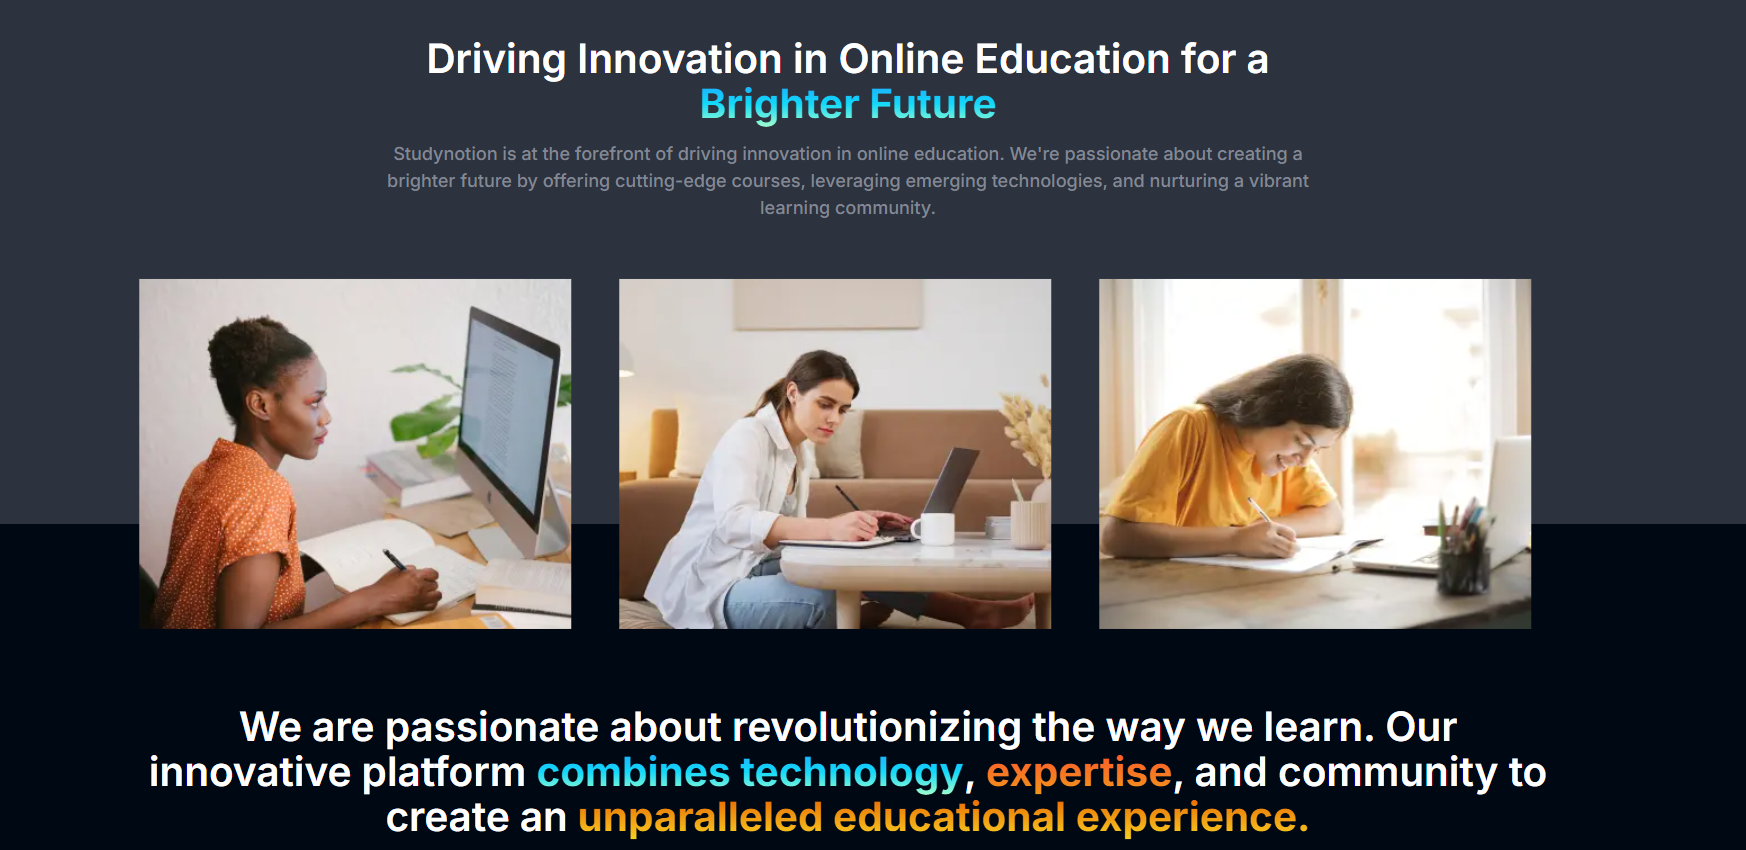 Driving Innovation in Online Education for a
Brighter Future
Studynotion is at the forefront of driving innovation in online education. We're passionate about creating a
brighter future by offering cutting-edge courses, leveraging emerging technologies, and nurturing a vibrant
learning community.
We are passionate about revolutionizing the way we learn. Our
innovative platform combines technology, expertise, and community to
create an unparalleled educational experience.